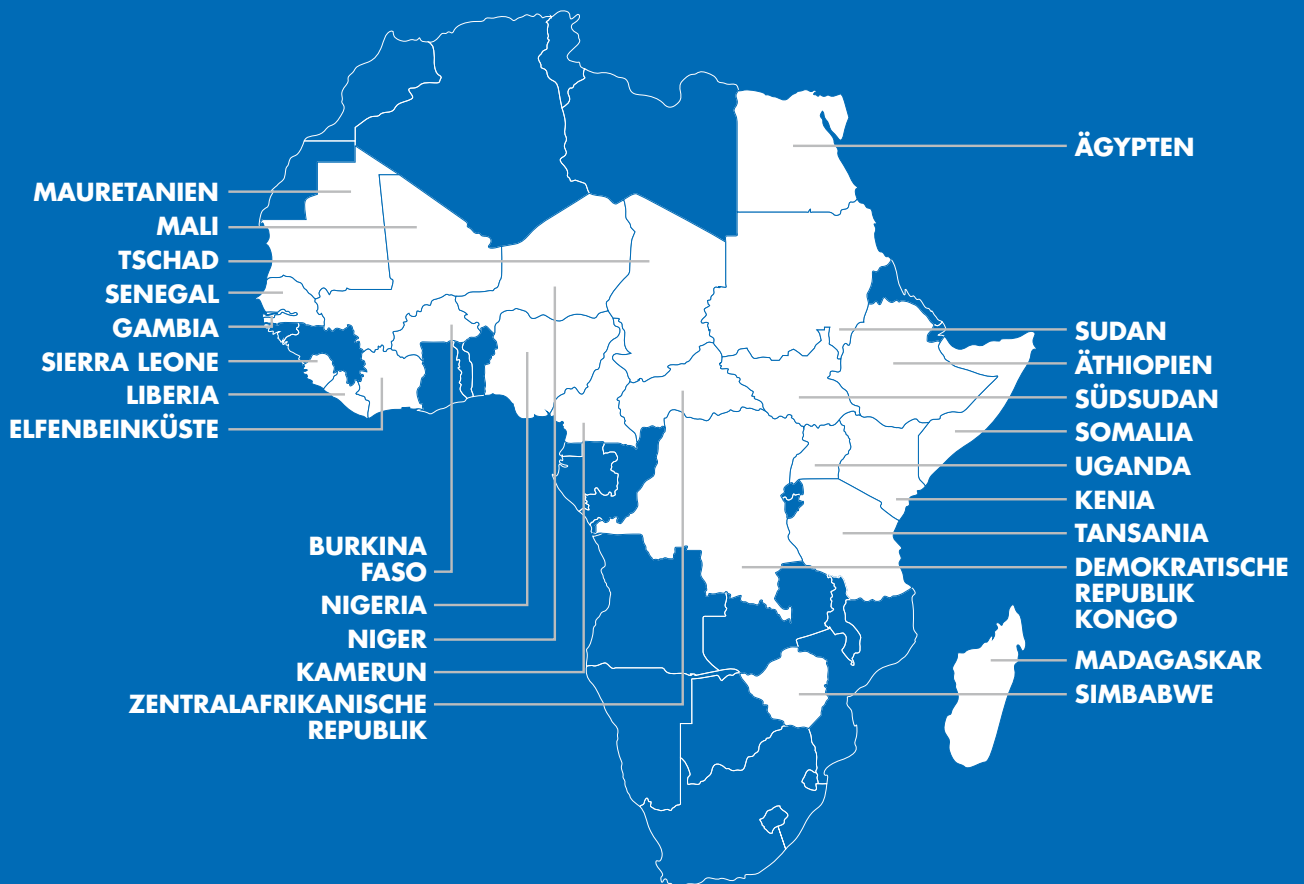 MAURETANIEN
MALI
TSCHAD
SENEGAL
GAMBIA
SIERRA LEONE
LIBERIA
ELFENBEINKÜSTE
BURKINA
FASO
NIGERIA
NIGER
KAMERUN
ZENTRALAFRIKANISCHE
REPUBLIK
ÄGYPTEN
SUDAN
ÄTHIOPIEN
SÜDSUDAN
SOMALIA
UGANDA
KENIA
TANSANIA
DEMOKRATISCHE
REPUBLIK
KONGO
MADAGASKAR
SIMBABWE